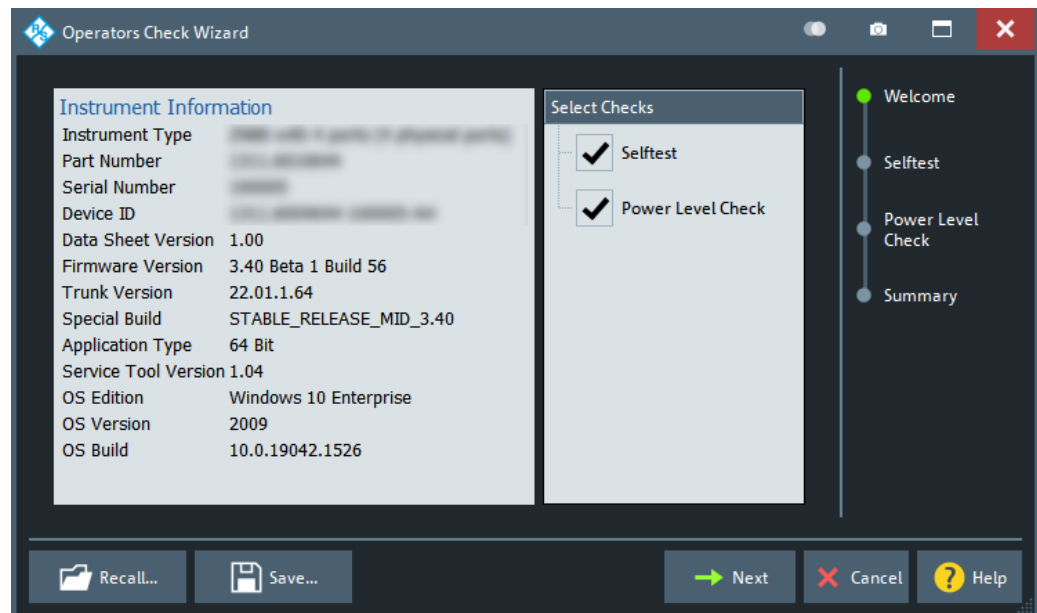 Operators Check Wizard
Instrument Information
Instrument Type
Part Number
Serial Number
Device ID
Data Sheet Version 1.00
Firmware Version 3.40 Beta 1 Build 56
Trunk Version 22.01.1.64
Special Build STABLE_RELEASE_MID_3.40
Application Type 64 Bit
Service Tool Version 1.04
OS Edition Windows 10 Enterprise
OS Version 2009
OS Build 10.0.19042.1526
Select Checks
Selftest
Power Level Check
Welcome
Selftest
Power Level
Check
Summary
Recall...
Save...
Next
Cancel
Help